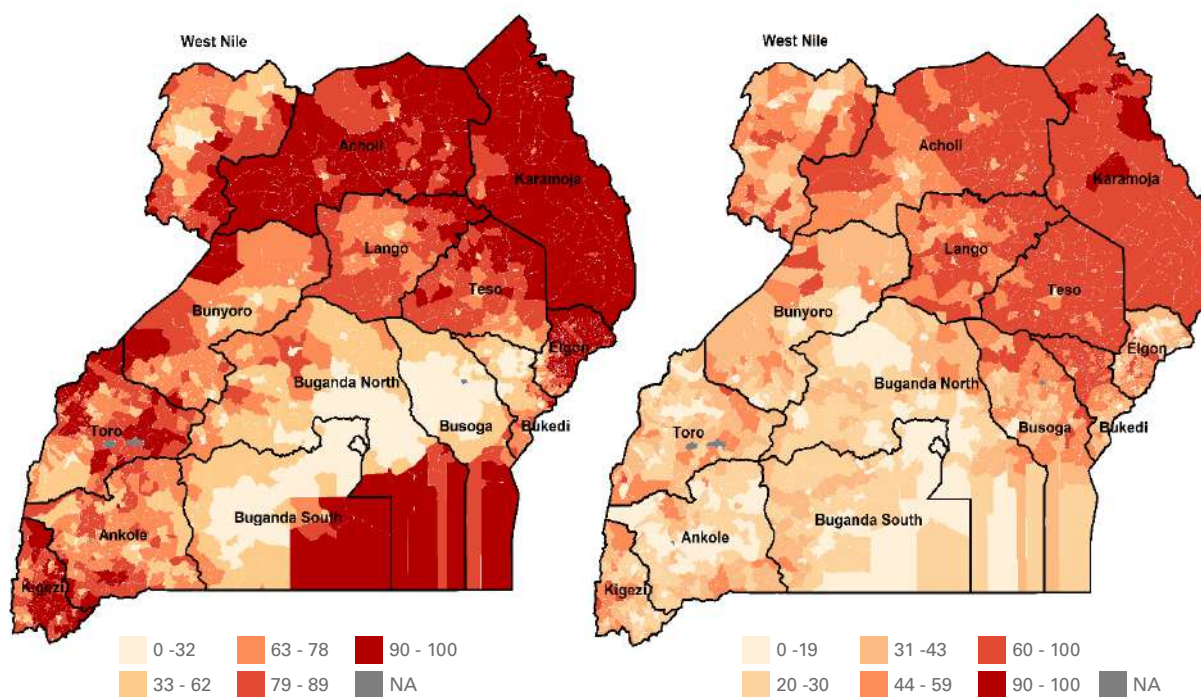 West Nile
Acholi
Karamoja
Lango
Teso
Bunyoro
Elgon
Buganda North
Busoga
Bukedi
Toro
Buganda South
Ankole
Kigezi
0 -32
63 - 78
90 - 100
33 - 62
79 - 89
NA
West Nile
Acholi
Karamoja
Lango
Teso
Bunyoro
Elgon
Buganda North
Busoga
Bukedi
Toro
Buganda South
Ankole
Kigezi
0 -19
31 -43
60 - 100
20 -30
44 - 59
90 - 100
NA